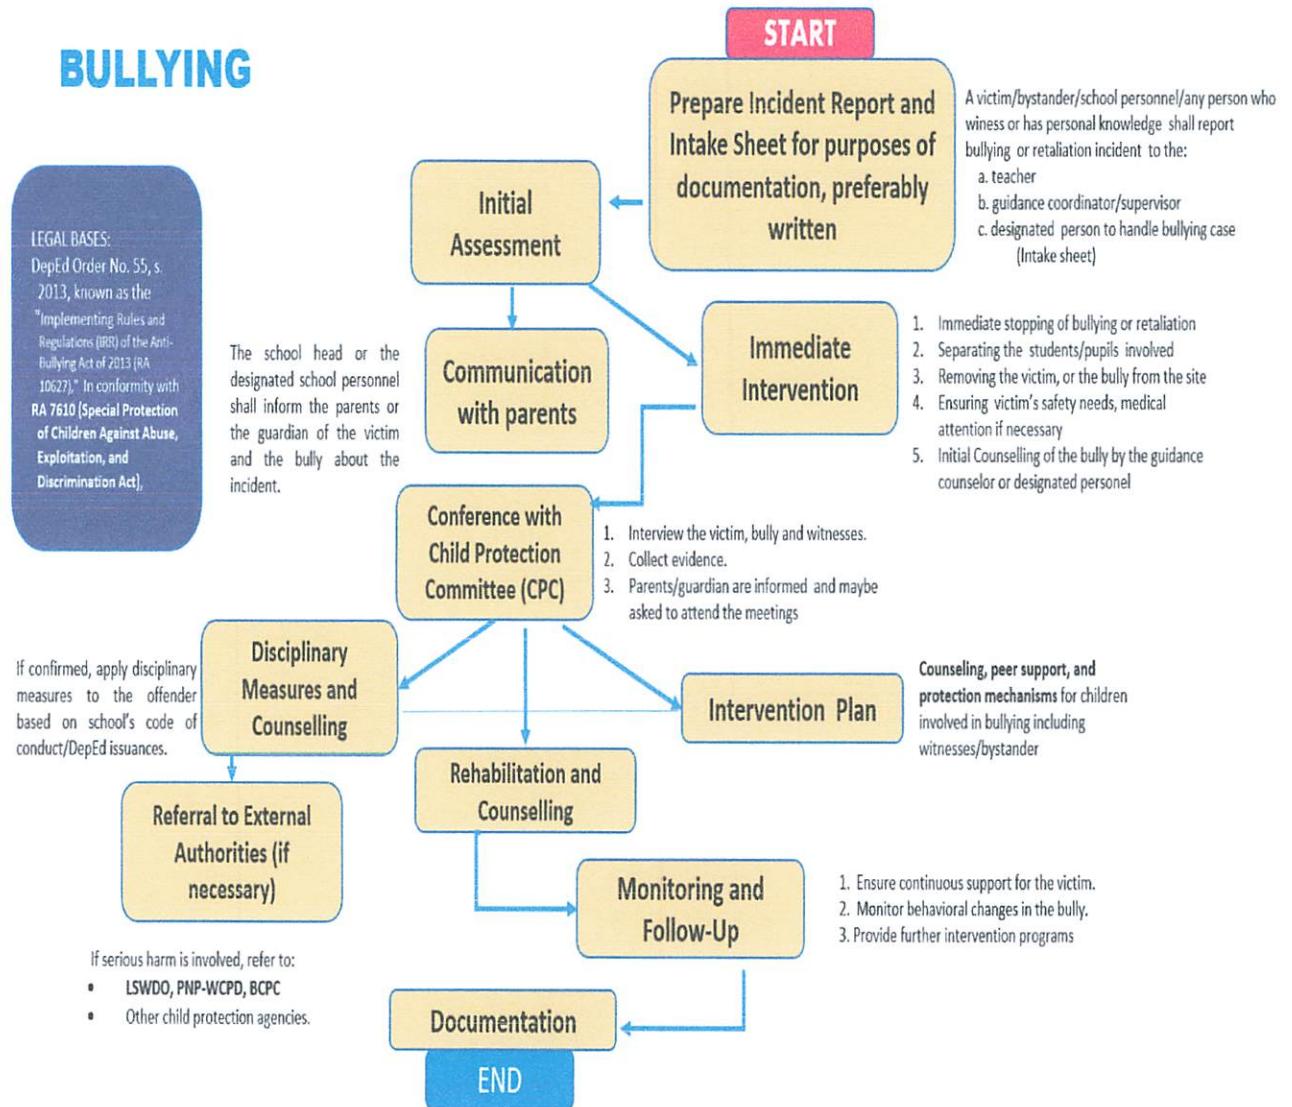 BULLYING
START
Prepare Incident Report and
Intake Sheet for purposes of
documentation, preferably
written
A victim/bystander/school personnel/any person who
winess or has personal knowledge shall report
bullying or retaliation incident to the:
a. teacher
b. guidance coordinator/supervisor
c. designated person to handle bullying case
(Intake sheet)
Initial
Assessment
LEGAL BASES:
DepEd Order No. 55, s.
2013, known as the
"Implementing Rules and
Regulations (IRR) of the Anti-
Bullying Act of 2013 (RA
10627)," In conformity with
RA 7610 (Special Protection
of Children Against Abuse,
Exploitation, and
Discrimination Act),
The school head or the
designated school personnel
shall inform the parents or
the guardian of the victim
and the bully about the
incident.
Communication
with parents
Immediate
Intervention
1. Immediate stopping of bullying or retaliation
2. Separating the students/pupils involved
3. Removing the victim, or the bully from the site
4. Ensuring victim's safety needs, medical
attention if necessary
5. Initial Counselling of the bully by the guidance
counselor or designated personel
Conference with
Child Protection
Committee (CPC)
1. Interview the victim, bully and witnesses.
2. Collect evidence.
3. Parents/guardian are informed and maybe
asked to attend the meetings
If confirmed, apply disciplinary
measures to the offender
based on school's code of
conduct/DepEd issuances.
Disciplinary
Measures and
Counselling
Intervention Plan
Counseling, peer support, and
protection mechanisms for children
involved in bullying including
witnesses/bystander
Rehabilitation and
Counselling
Referral to External
Authorities (if
necessary)
Monitoring and
Follow-Up
1. Ensure continuous support for the victim.
2. Monitor behavioral changes in the bully.
3. Provide further intervention programs
If serious harm is involved, refer to:
• LSWDO, PNP-WCPD, BCPC
• Other child protection agencies.
Documentation
END